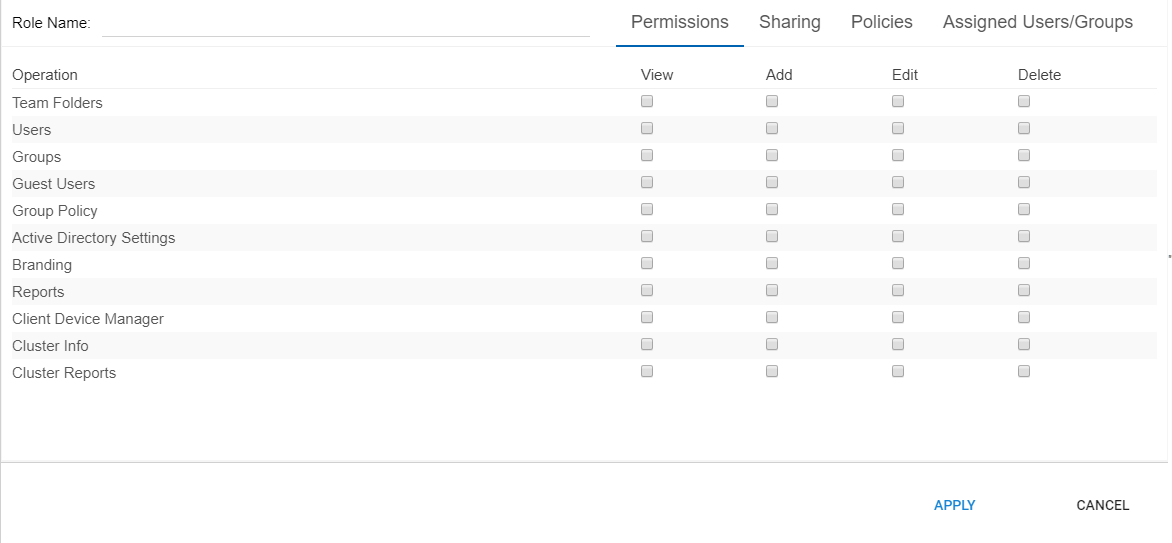 Role Name: Permissions Sharing Policies Assigned Users/Groups
Operation View Add Edit Delete
Team Folders
Users
Groups
Guest Users
Group Policy
Active Directory Settings
Branding
Reports
Client Device Manager
Cluster Info
Cluster Reports
APPLY CANCEL